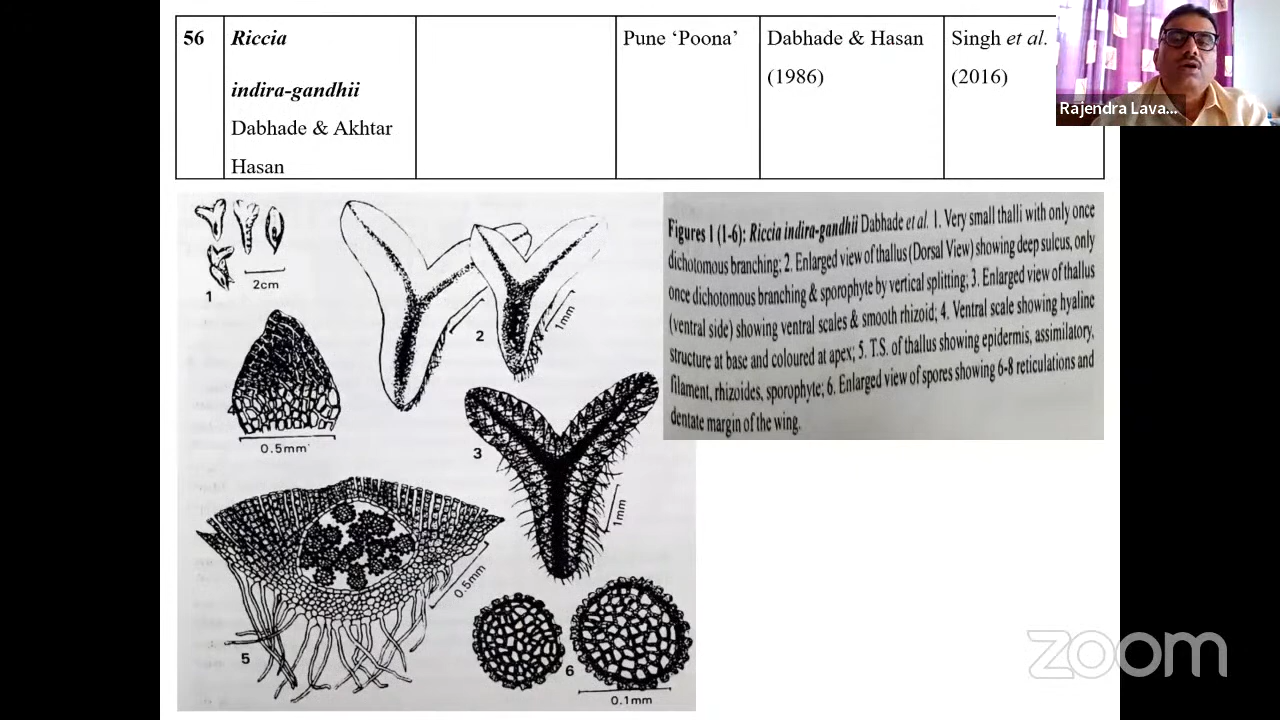 56
Riccia
indira-gandhii
Dabhade & Akhtar
Hasan
Pune ‘Poona’
Dabhade & Hasan
(1986)
Singh et al.
(2016)
Rajendra Lava...
Figures 1 (1-6): Riccia indira-gandhii Dabhade et al. 1. Very small thalli with only once
dichotomous branching; 2. Enlarged view of thallus (Dorsal View) showing deep sulcus, only
once dichotomous branching & sporophyte by vertical splitting; 3. Enlarged view of thallus
(ventral side) showing ventral scales & smooth rhizoid; 4. Ventral scale showing hyaline
structure at base and coloured at apex; 5. T.S. of thallus showing epidermis, assimilatory,
filament, rhizoides, sporophyte; 6. Enlarged view of spores showing 6-8 reticulations and
dentate margin of the wing.
2cm
1
2
1mm
0.5mm
3
1mm
0.5mm
5
6
0.1mm
zoom